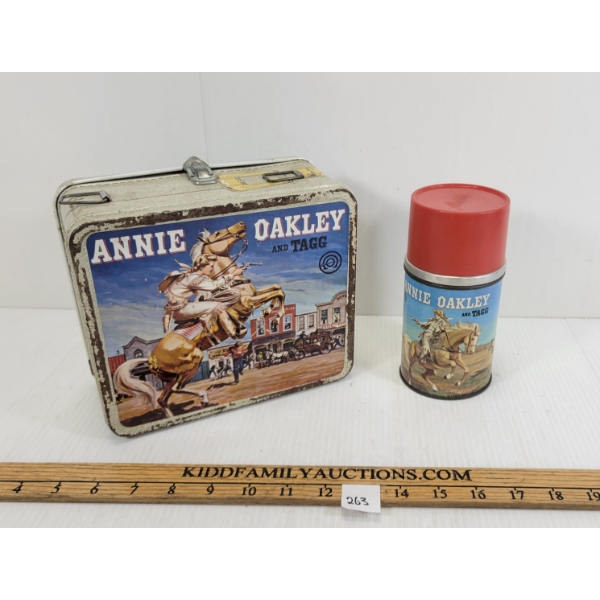 ANNIE OAKLEY
AND TAGG
ANNIE OAKLEY
AND TAGG
KIDDFAMILYAUCTIONS.COM
4 5 6 7 8 9 10 11 12 14 15 16 17 18 19
263